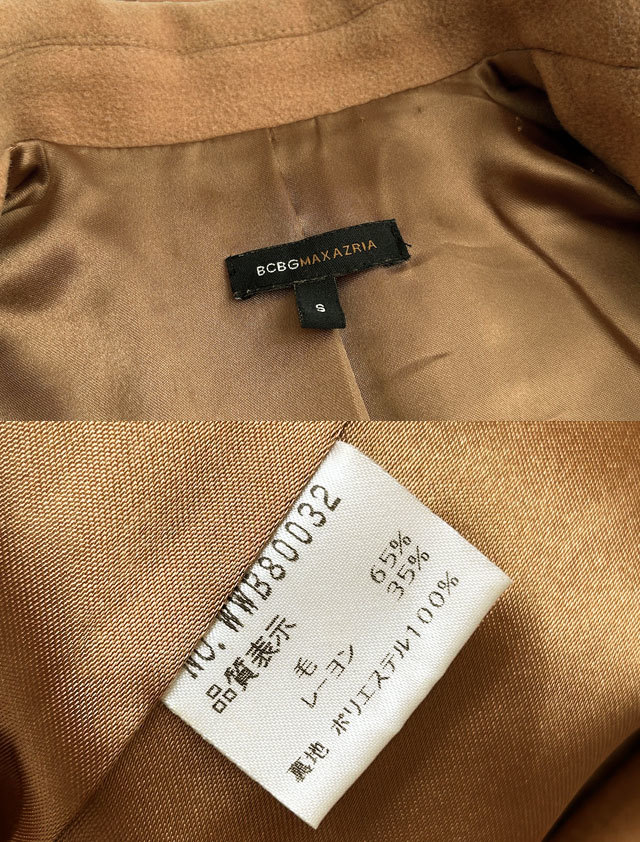 BCBGMAXAZRIA
S
NO.WWB80032
品質表示
毛 65%
レーヨン 35%
裏地 ポリエステル100%